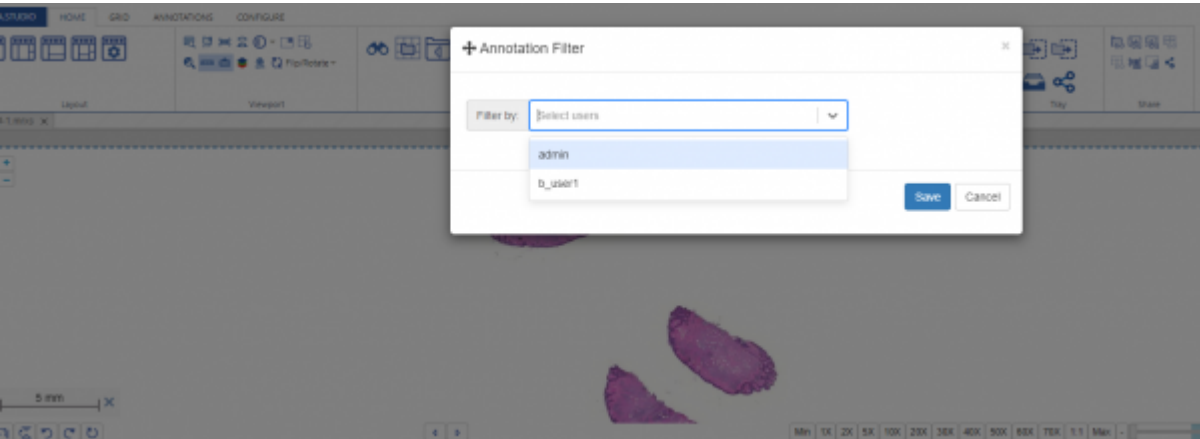 STUDIO HOME GRID ANNOTATIONS CONFIGURE
Annotation Filter
×
Flip/Rotate
Layout Viewport Tray Share
Filter by: Select users
admin
b_user1
Save Cancel
5 mm
Min 1X 2X 5X 10X 20X 30X 40X 50X 60X 70X 1:1 Max